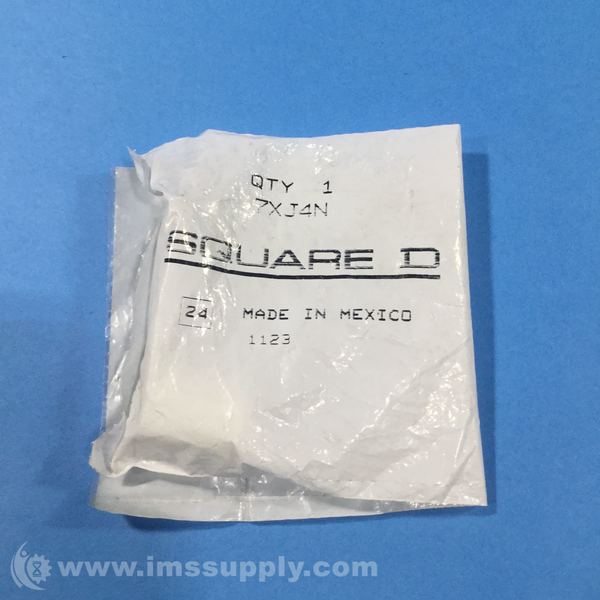 QTY 1
7XJ4N
SQUARE D
24 MADE IN MEXICO
1123
www.imssupply.com